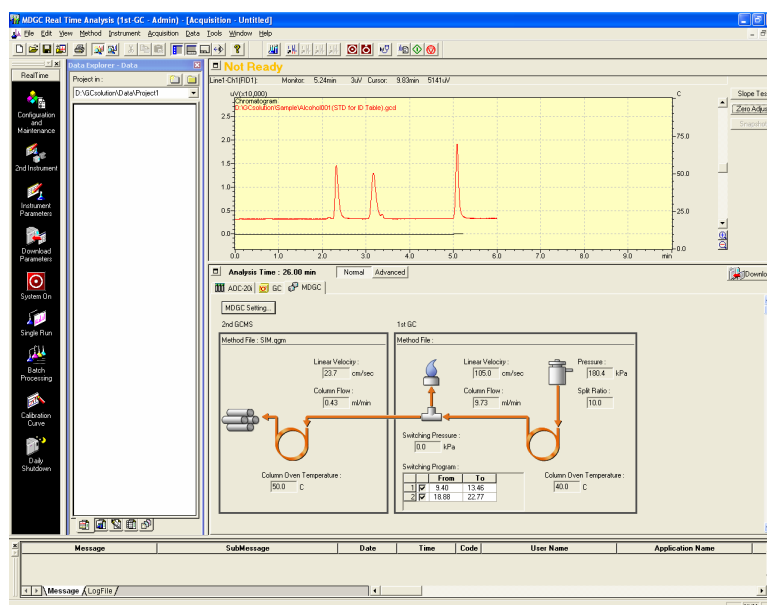 MDGC Real Time Analysis (1st-GC - Admin) - [Acquisition - Untitled]
File Edit View Method Instrument Acquisition Data Tools Window Help
RealTime
Configuration and Maintenance
2nd Instrument
Instrument Parameters
Download Parameters
System On
Single Run
Batch Processing
Calibration Curve
Daily Shutdown
Data Explorer - Data
Project in :
D:\GCsolution\Data\Project1
Not Ready
Line1-Ch1(FID1): Monitor: 5.24min 3uV Cursor: 9.83min 5141uV
uV(x10,000) C
Chromatogram
D:\GCsolution\Sample\Alcohol001 (STD for ID Table).gcd
2.5
2.0
1.5
1.0
0.5
0.0
75.0
50.0
25.0
0.0
0.0 1.0 2.0 3.0 4.0 5.0 6.0 7.0 8.0 9.0 min
Slope Tes
Zero Adjus
Snapshot
Analysis Time : 26.00 min Normal Advanced
Downlo
AOC-20i GC MDGC
MDGC Setting...
2nd GCMS 1st GC
Method File : SIM.qgm
Linear Velociry :
23.7 cm/sec
Column Flow :
0.43 ml/min
Column Oven Temperature :
50.0 C
Method File :
Linear Velocity :
105.0 cm/sec
Column Flow :
9.73 ml/min
Pressure :
180.4 kPa
Split Ratio :
10.0
Switching Pressure :
0.0 kPa
Switching Program :
From To
1 9.40 13.46
2 18.88 22.77
Column Oven Temperature :
40.0 C
Message SubMessage Date Time Code User Name Application Name
Message LogFile